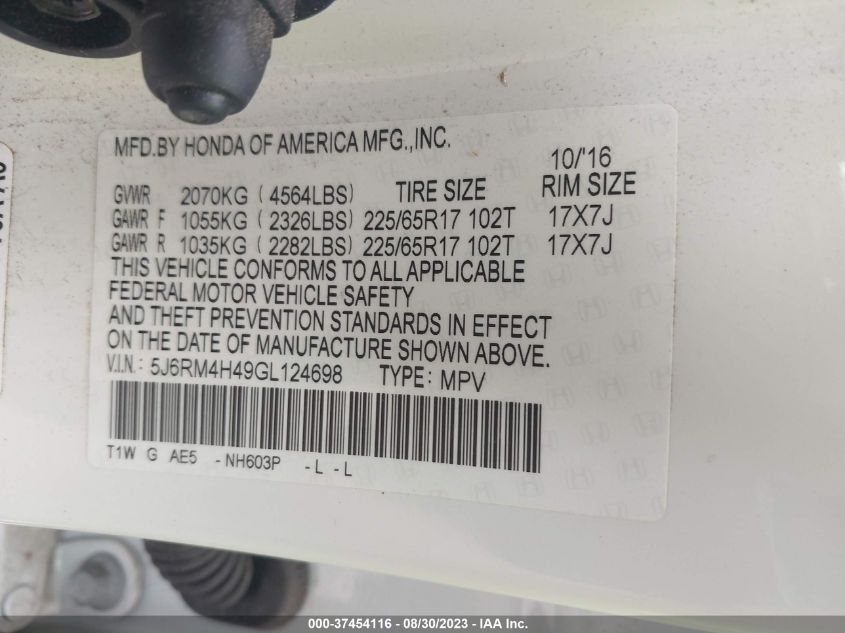 MFD.BY HONDA OF AMERICA MFG.,INC. 10/'16
GVWR 2070KG ( 4564LBS) TIRE SIZE RIM SIZE
GAWR F 1055KG ( 2326LBS) 225/65R17 102T 17X7J
GAWR R 1035KG ( 2282LBS) 225/65R17 102T 17X7J
THIS VEHICLE CONFORMS TO ALL APPLICABLE
FEDERAL MOTOR VEHICLE SAFETY
AND THEFT PREVENTION STANDARDS IN EFFECT
ON THE DATE OF MANUFACTURE SHOWN ABOVE.
V.I.N.: 5J6RM4H49GL124698 TYPE: MPV
T1W G AE5 -NH603P -L -L
000-37454116 - 08/30/2023 - IAA Inc.